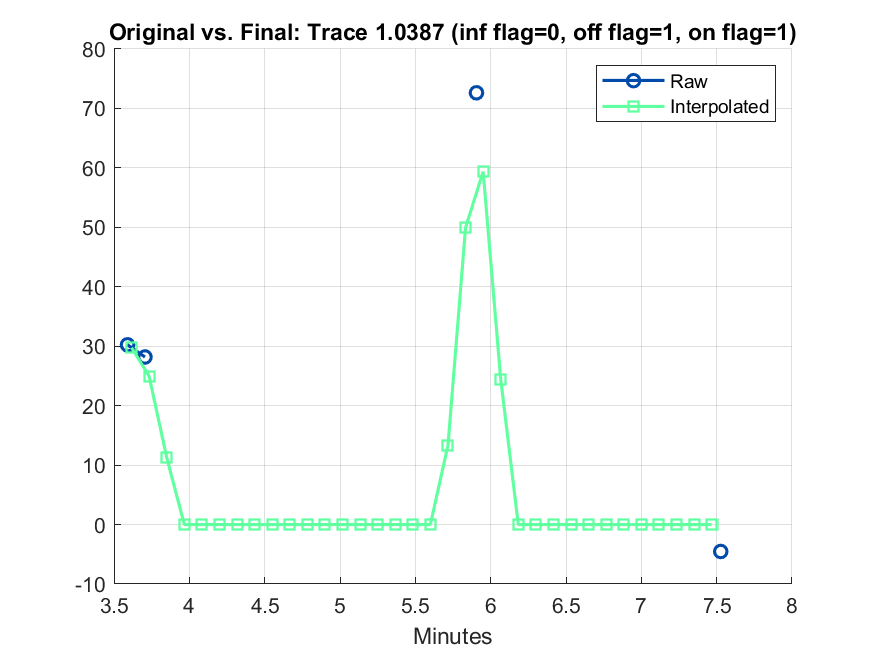 Original vs. Final: Trace 1.0387 (inf flag=0, off flag=1, on flag=1)
80
70
60
50
40
30
20
10
0
-10
Raw
Interpolated
3.5 4 4.5 5 5.5 6 6.5 7 7.5 8
Minutes